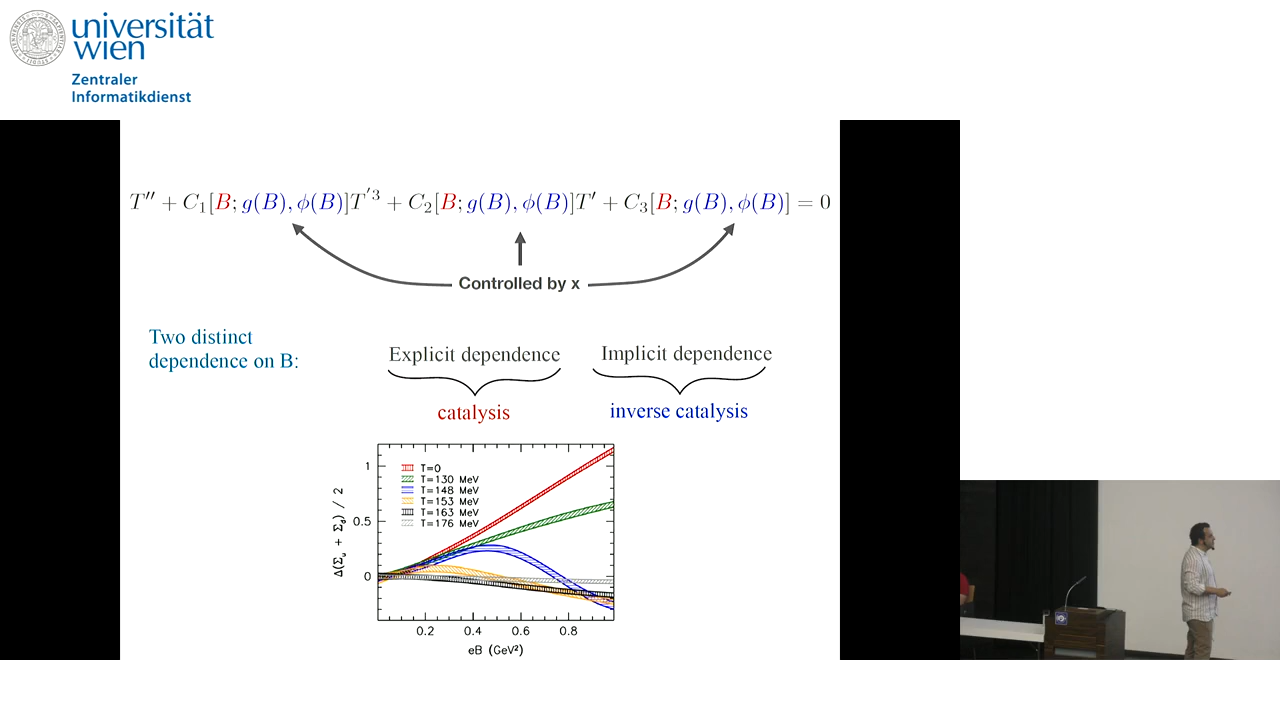 universität
wien
Zentraler
Informatikdienst
T′′ + C₁[B; g(B), ϕ(B)]T′³ + C₂[B; g(B), ϕ(B)]T′ + C₃[B; g(B), ϕ(B)] = 0
Controlled by x
Two distinct
dependence on B:
Explicit dependence
Implicit dependence
catalysis
inverse catalysis
T=0
T=130 MeV
T=148 MeV
T=153 MeV
T=163 MeV
T=176 MeV
Δ(Σu + Σd) / 2
1
0.5
0
0.2 0.4 0.6 0.8
eB (GeV²)